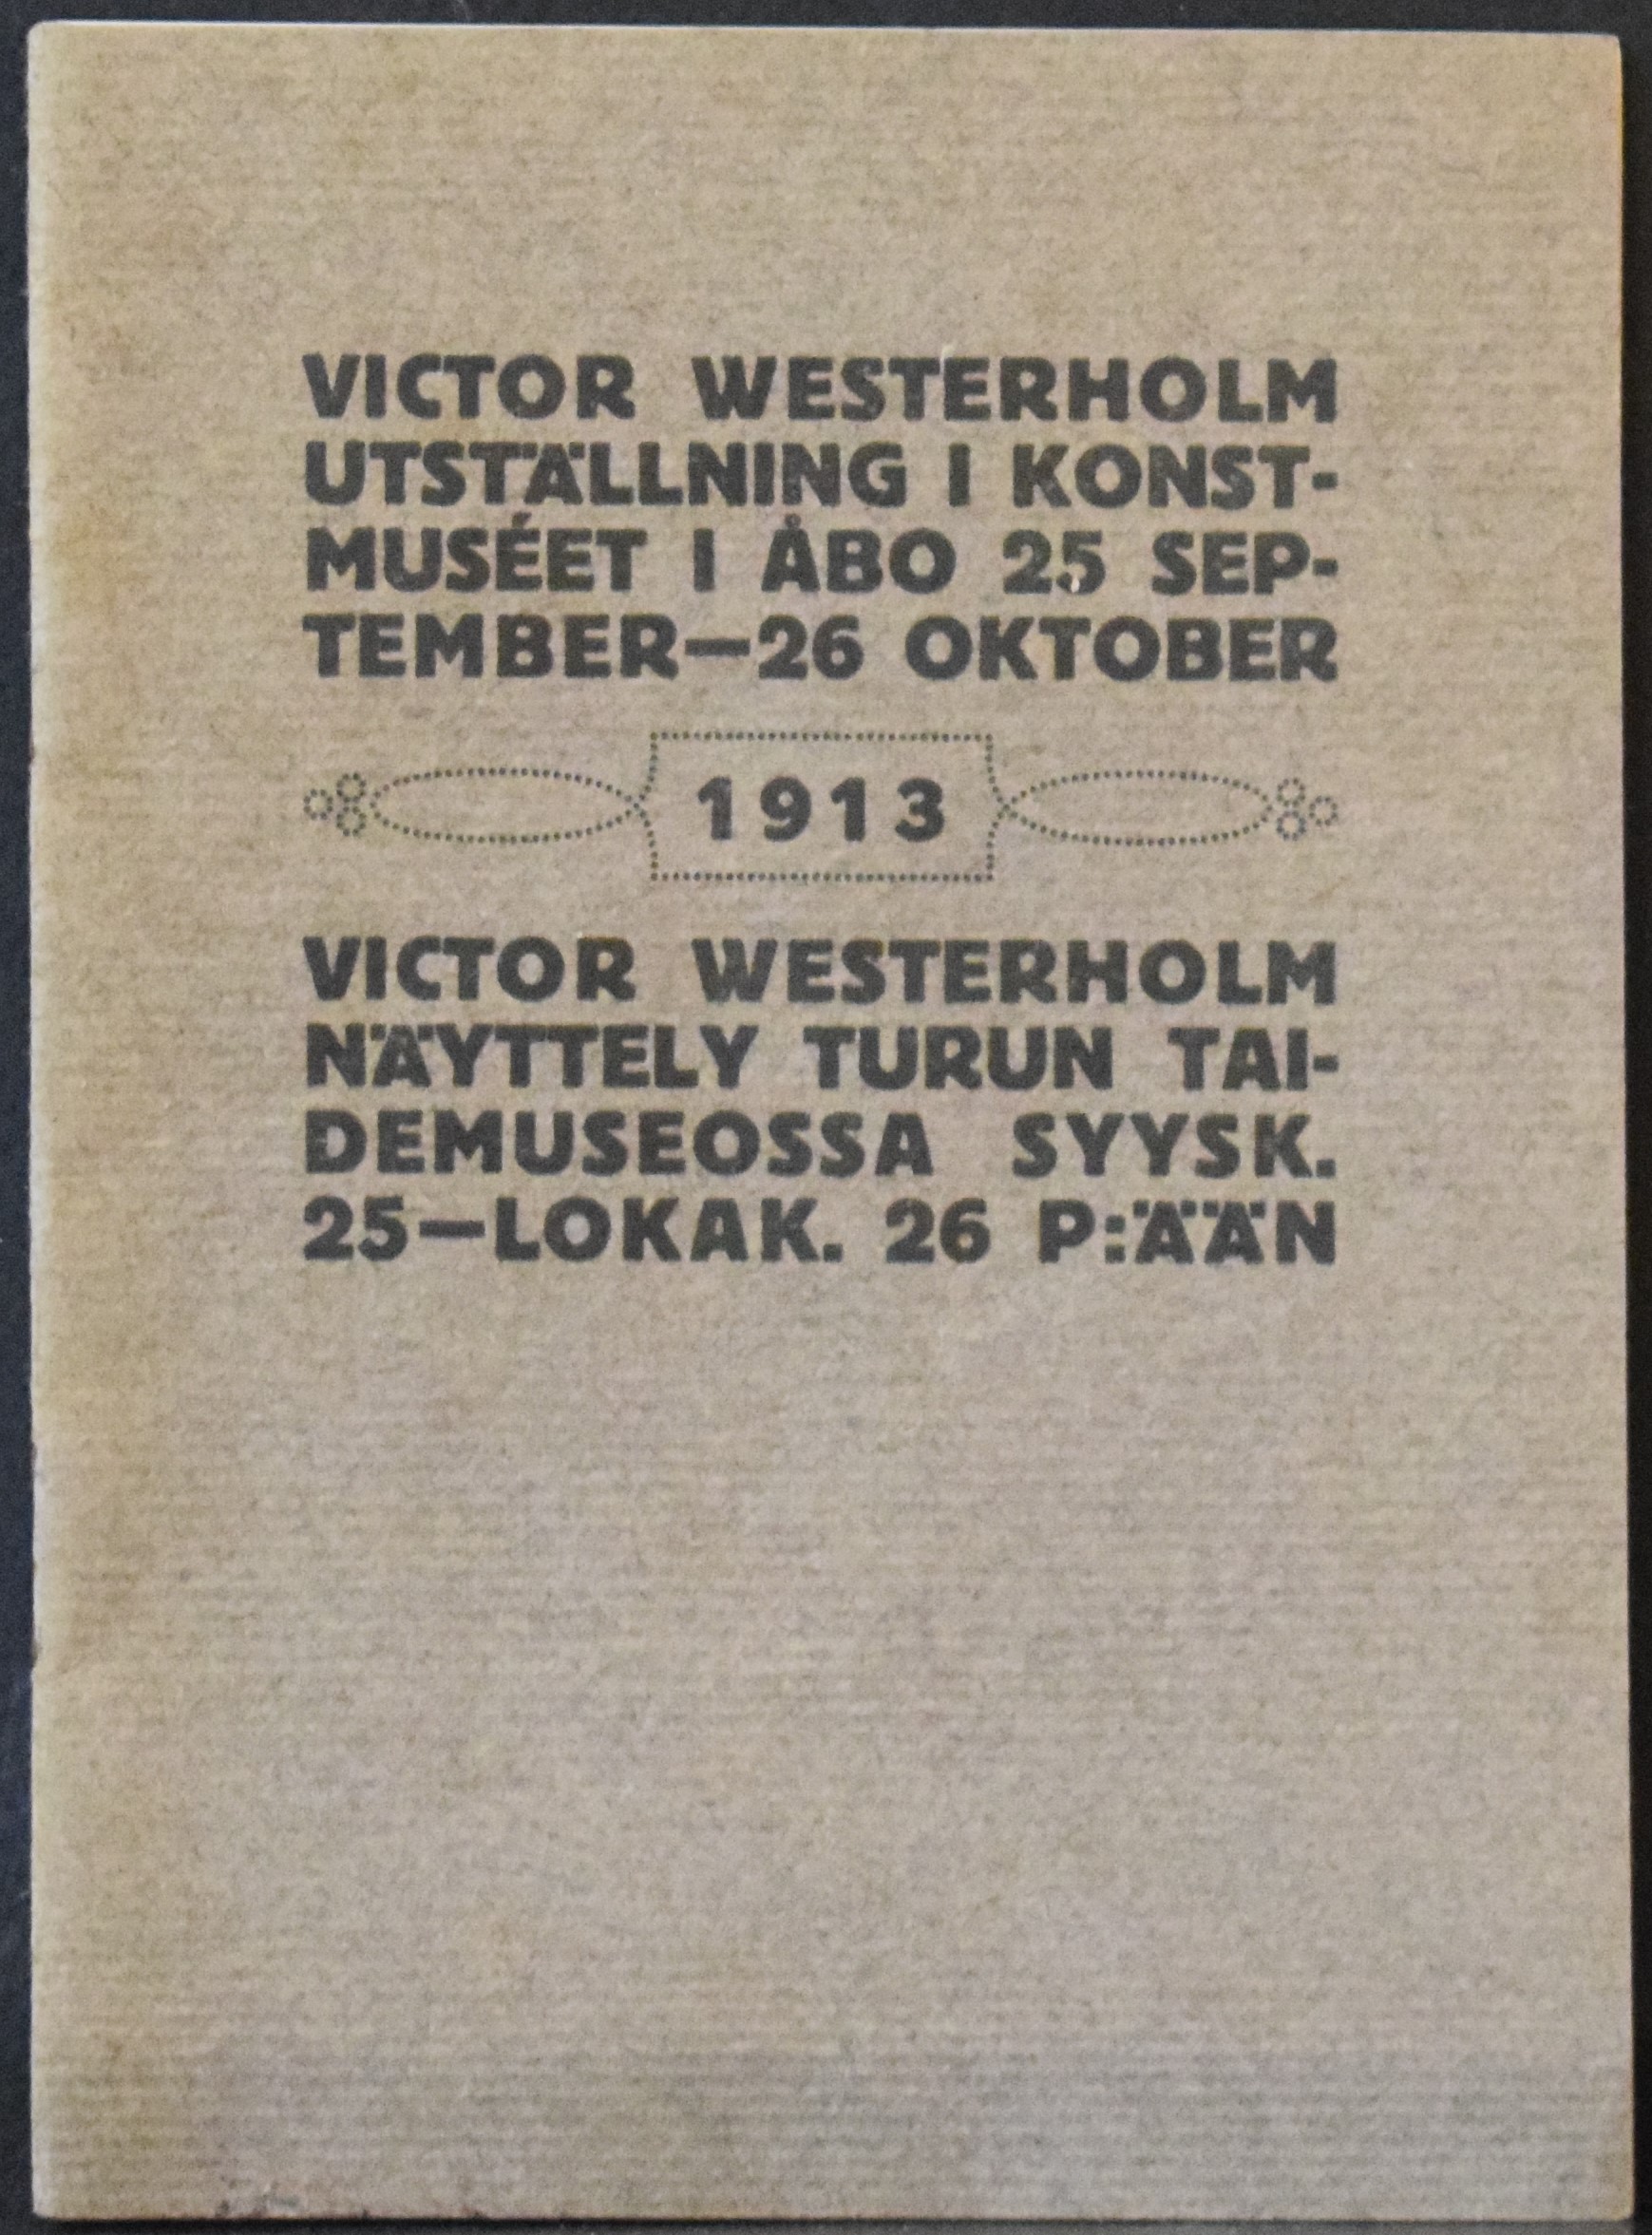 VICTOR WESTERHOLM
UTSTÄLLNING I KONST-
MUSÉET I ÅBO 25 SEP-
TEMBER—26 OKTOBER
1913
VICTOR WESTERHOLM
NÄYTTELY TURUN TAI-
DEMUSEOSSA SYYSK.
25—LOKAK. 26 P:ÄÄN